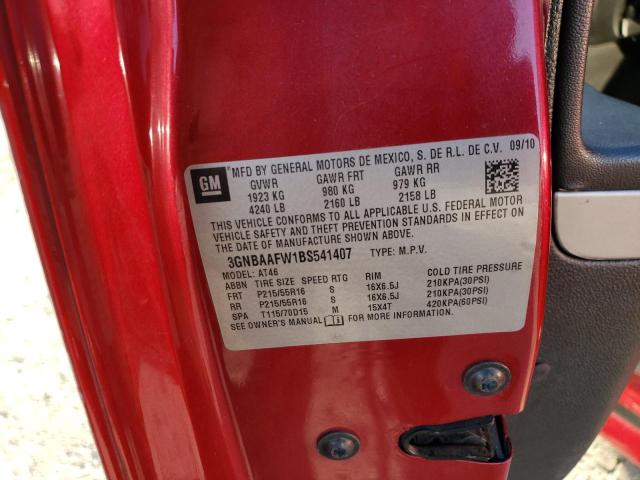 GM
MFD BY GENERAL MOTORS DE MEXICO, S. DE R.L. DE C.V. 09/10
GVWR GAWR FRT GAWR RR
1923 KG 980 KG 979 KG
4240 LB 2160 LB 2158 LB
THIS VEHICLE CONFORMS TO ALL APPLICABLE U.S. FEDERAL MOTOR
VEHICLE SAFETY AND THEFT PREVENTION STANDARDS IN EFFECT ON
THE DATE OF MANUFACTURE SHOWN ABOVE.
3GNBAAFW1BS541407 TYPE: M.P.V.
MODEL: AT46
ABBN TIRE SIZE SPEED RTG RIM COLD TIRE PRESSURE
FRT P215/55R16 S 16X6.5J 210KPA(30PSI)
RR P215/55R16 S 16X6.5J 210KPA(30PSI)
SPA T115/70D15 M 15X4T 420KPA(60PSI)
SEE OWNER'S MANUAL FOR MORE INFORMATION.